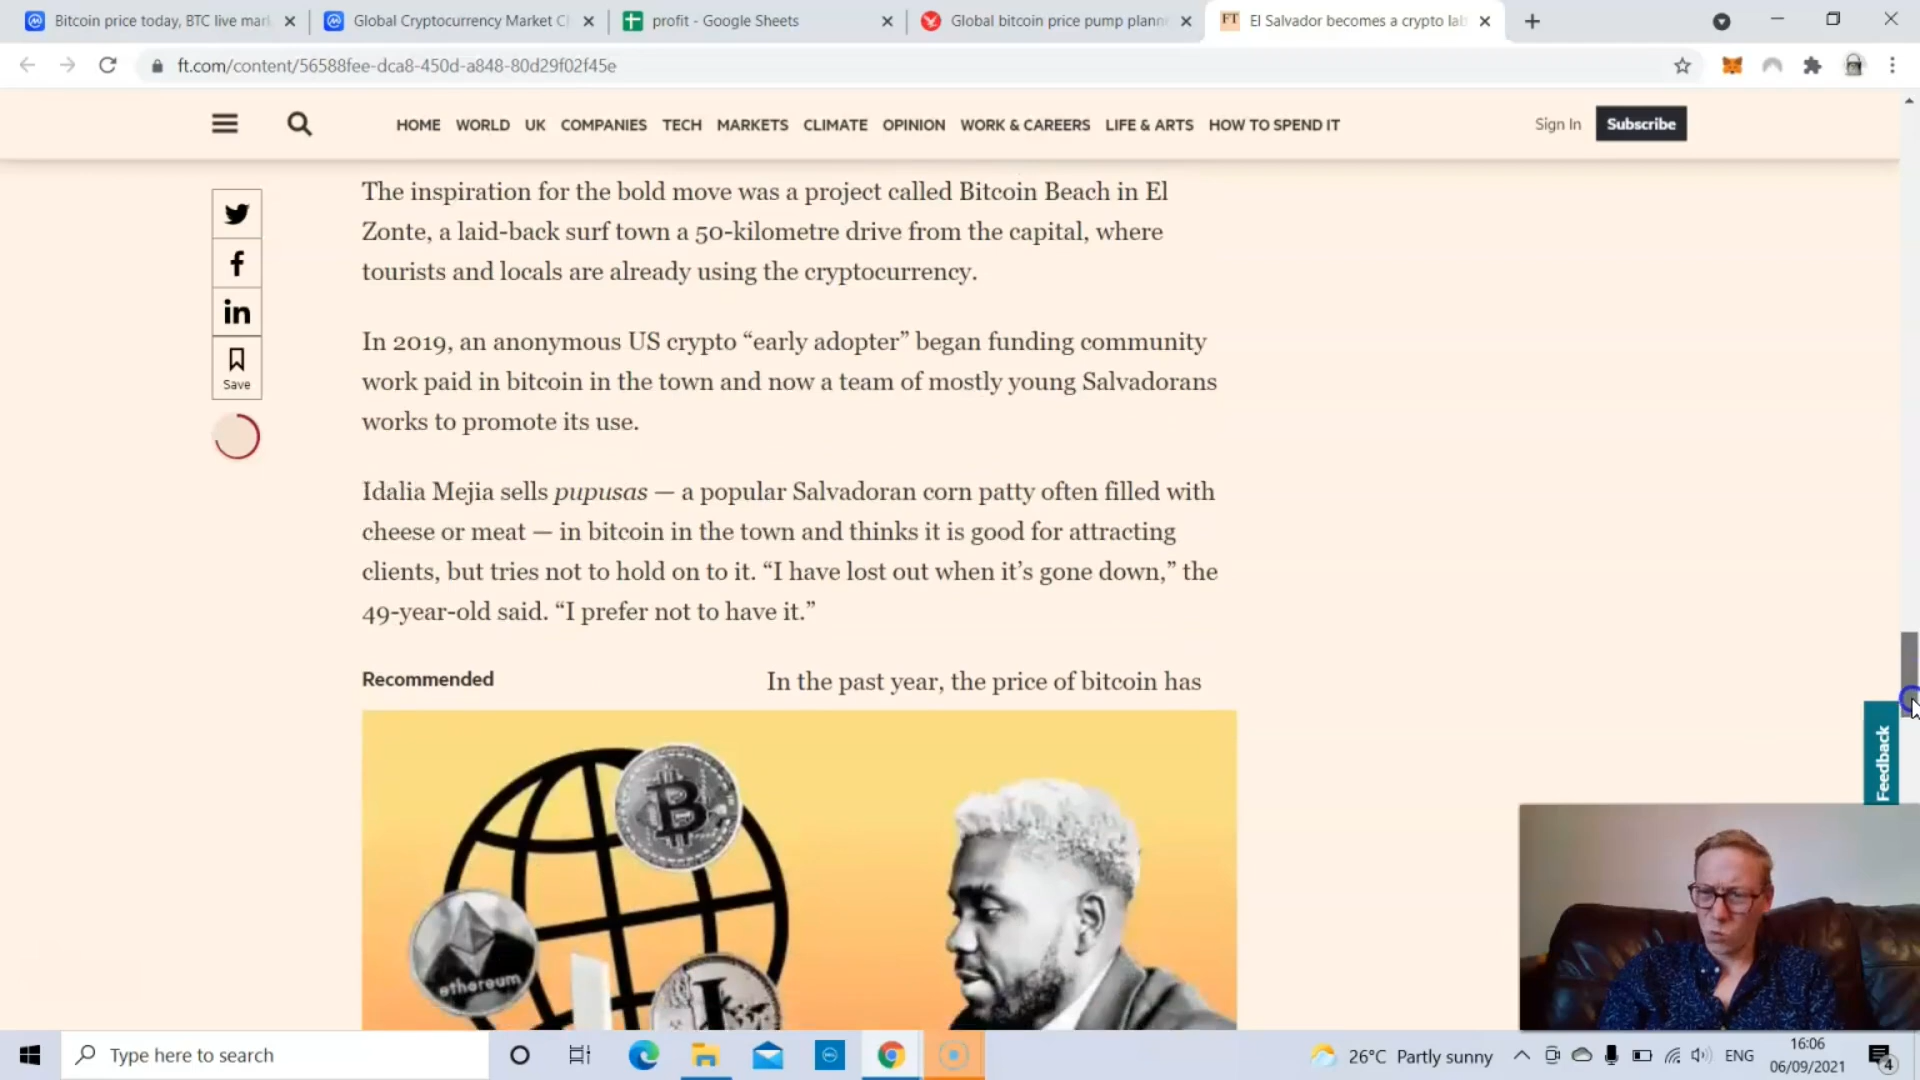 Bitcoin price today, BTC live mar
Global Cryptocurrency Market C
profit - Google Sheets
Global bitcoin price pump plann
FT
El Salvador becomes a crypto lab
ft.com/content/56588fee-dca8-450d-a848-80d29f02f45e
HOME WORLD UK COMPANIES TECH MARKETS CLIMATE OPINION WORK & CAREERS LIFE & ARTS HOW TO SPEND IT
Sign In
Subscribe
The inspiration for the bold move was a project called Bitcoin Beach in El
Zonte, a laid-back surf town a 50-kilometre drive from the capital, where
tourists and locals are already using the cryptocurrency.
Save
In 2019, an anonymous US crypto “early adopter” began funding community
work paid in bitcoin in the town and now a team of mostly young Salvadorans
works to promote its use.
Idalia Mejia sells pupusas — a popular Salvadoran corn patty often filled with
cheese or meat — in bitcoin in the town and thinks it is good for attracting
clients, but tries not to hold on to it. “I have lost out when it’s gone down,” the
49-year-old said. “I prefer not to have it.”
Recommended
In the past year, the price of bitcoin has
Feedback
ethereum
Type here to search
26°C Partly sunny
ENG
16:06
06/09/2021
4